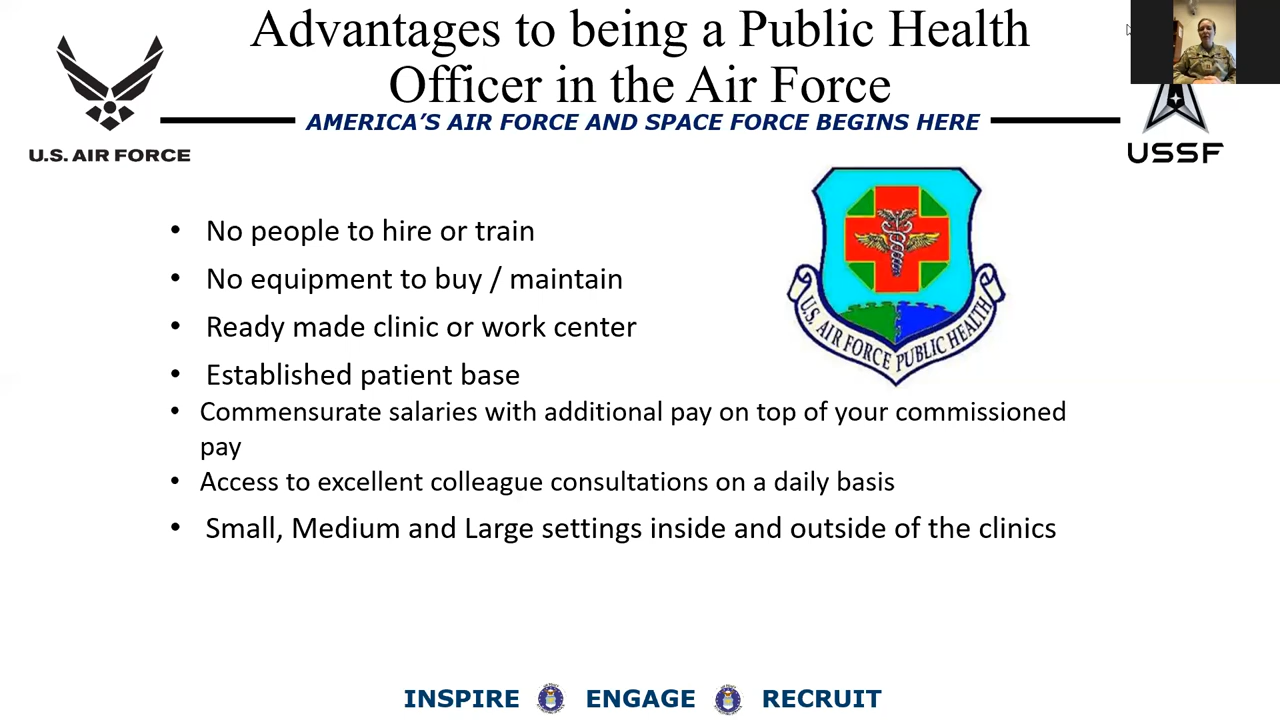 Advantages to being a Public Health
Officer in the Air Force
AMERICA'S AIR FORCE AND SPACE FORCE BEGINS HERE
U.S. AIR FORCE
USSF
• No people to hire or train
• No equipment to buy / maintain
• Ready made clinic or work center
• Established patient base
• Commensurate salaries with additional pay on top of your commissioned
pay
• Access to excellent colleague consultations on a daily basis
• Small, Medium and Large settings inside and outside of the clinics
U.S. AIR FORCE PUBLIC HEALTH
INSPIRE ENGAGE RECRUIT